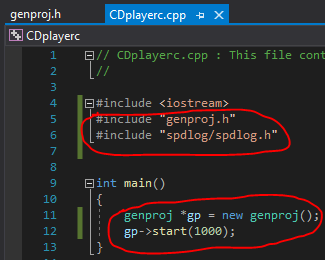 genproj.h CDplayerc.cpp
CDplayerc
1 // CDplayerc.cpp : This file cont
2 //
3
4 #include <iostream>
5 #include "genproj.h"
6 #include "spdlog/spdlog.h"
7
8
9 int main()
10 {
11 genproj *gp = new genproj();
12 gp->start(1000);
13 }